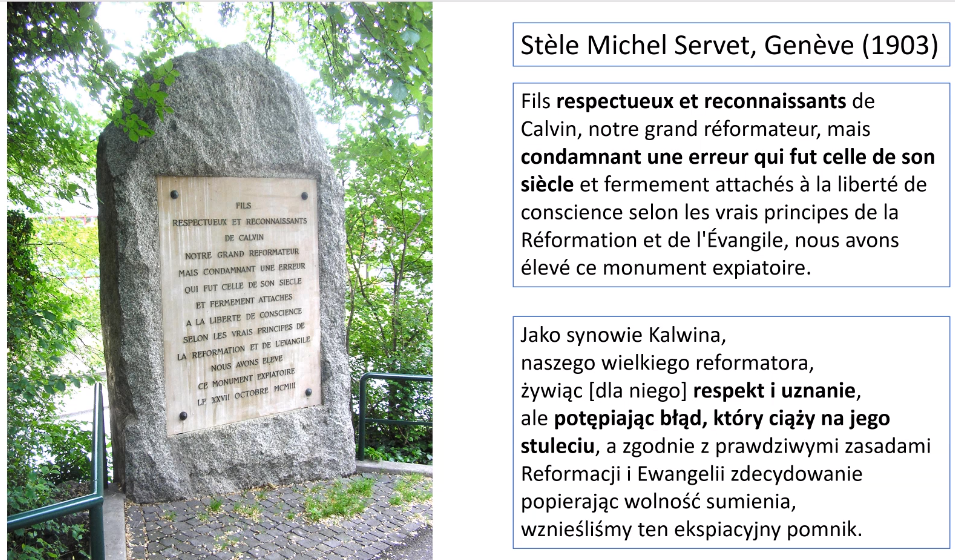 FILS
RESPECTUEUX ET RECONNAISSANTS
DE CALVIN
NOTRE GRAND REFORMATEUR
MAIS CONDAMNANT UNE ERREUR
QUI FUT CELLE DE SON SIECLE
ET FERMEMENT ATTACHES
A LA LIBERTE DE CONSCIENCE
SELON LES VRAIS PRINCIPES DE
LA REFORMATION ET DE L'EVANGILE
NOUS AVONS ELEVE
CE MONUMENT EXPIATOIRE
LE XXVII OCTOBRE MCMIII
Stèle Michel Servet, Genève (1903)
Fils respectueux et reconnaissants de
Calvin, notre grand réformateur, mais
condamnant une erreur qui fut celle de son
siècle et fermement attachés à la liberté de
conscience selon les vrais principes de la
Réformation et de l'Évangile, nous avons
élevé ce monument expiatoire.
Jako synowie Kalwina,
naszego wielkiego reformatora,
żywiąc [dla niego] respekt i uznanie,
ale potępiając błąd, który ciąży na jego
stuleciu, a zgodnie z prawdziwymi zasadami
Reformacji i Ewangelii zdecydowanie
popierając wolność sumienia,
wznieśliśmy ten ekspiacyjny pomnik.